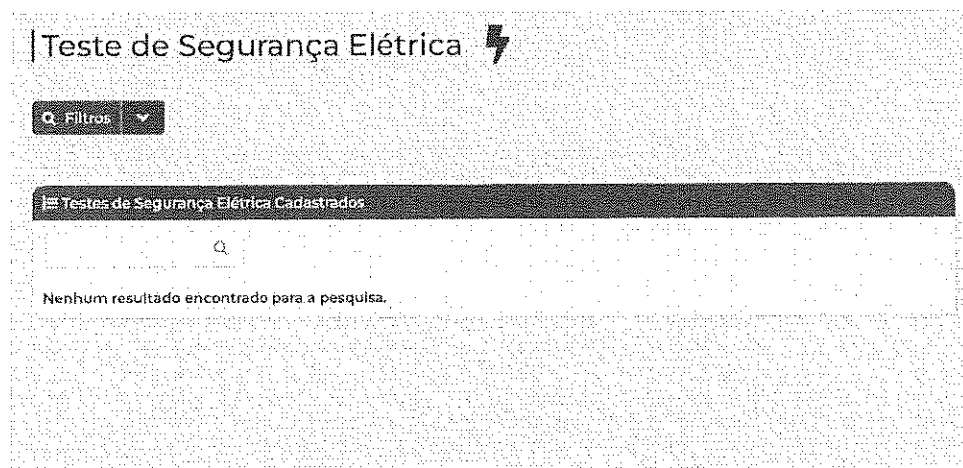 Teste de Segurança Elétrica
Filtros
Testes de Segurança Elétrica Cadastrados
Nenhum resultado encontrado para a pesquisa.